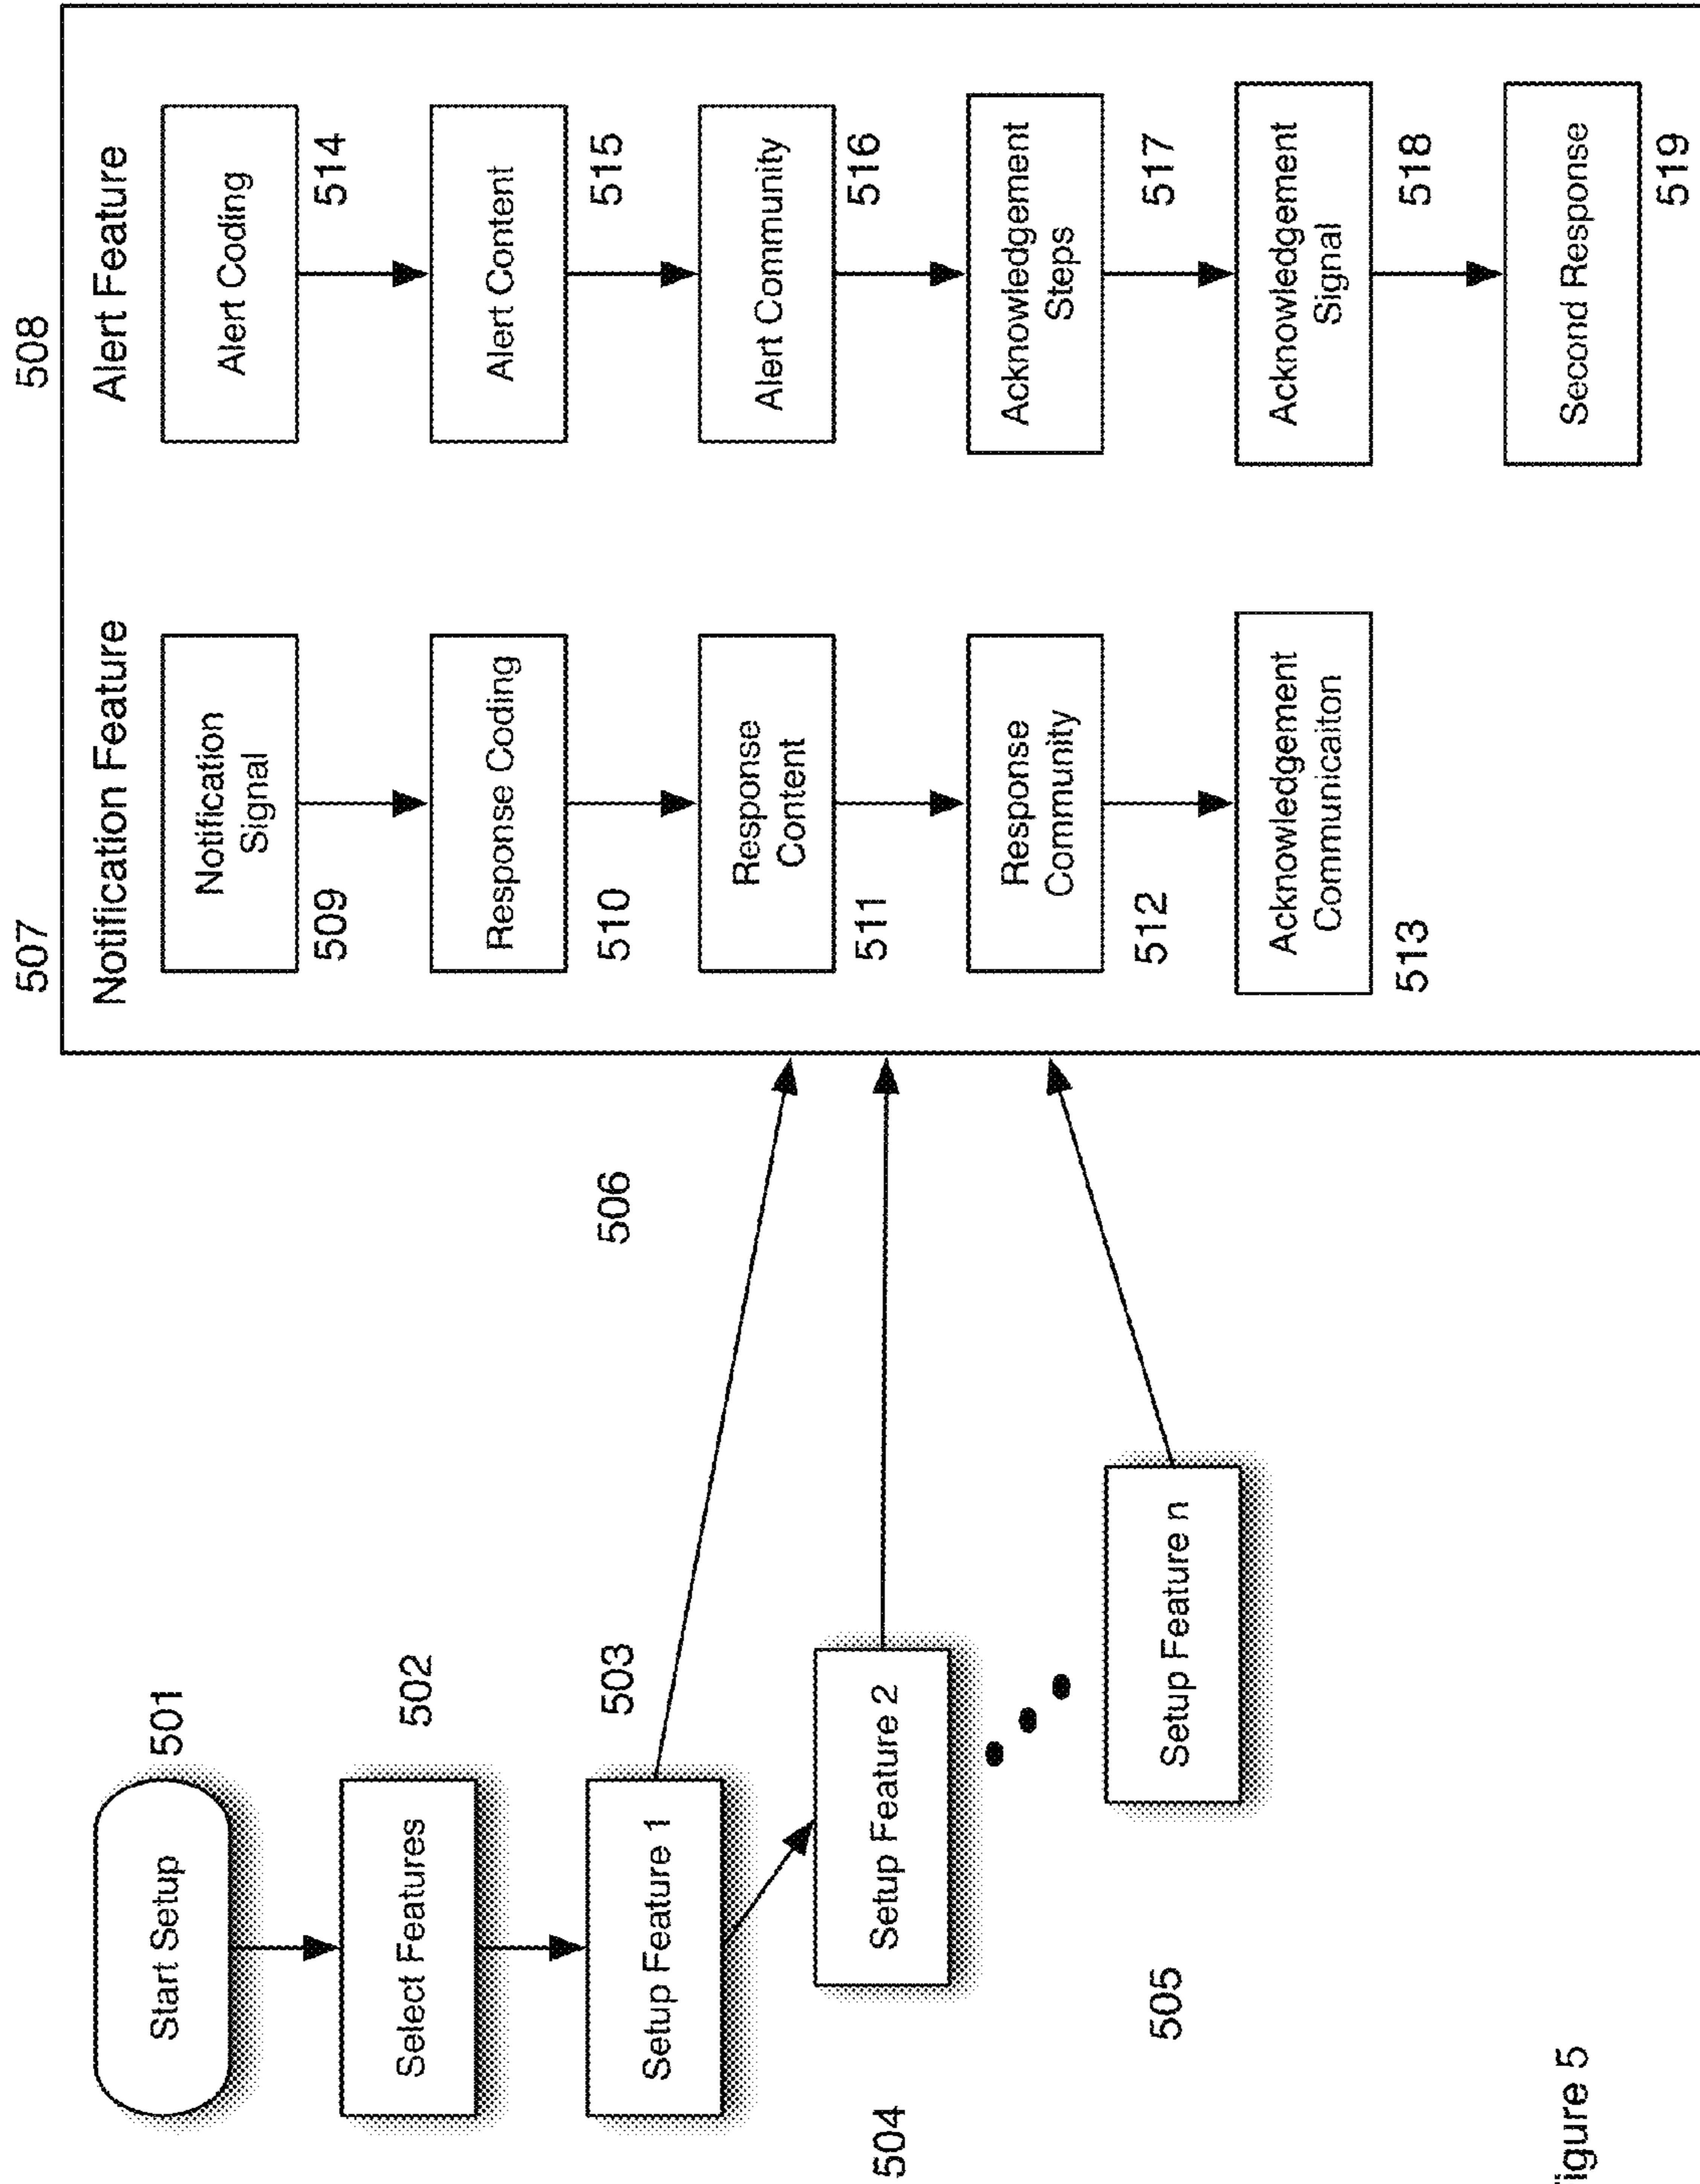 507
508
Notification Feature
Alert Feature
Start Setup
501
Select Features
502
Setup Feature 1
503
Setup Feature 2
504
Setup Feature n
505
506
Notification
Signal
509
Response Coding
510
Response
Content
511
Response
Community
512
Acknowledgement
Communicaiton
513
Alert Coding
514
Alert Content
515
Alert Community
516
Acknowledgement
Steps
517
Acknowledgement
Signal
518
Second Response
519
igure 5